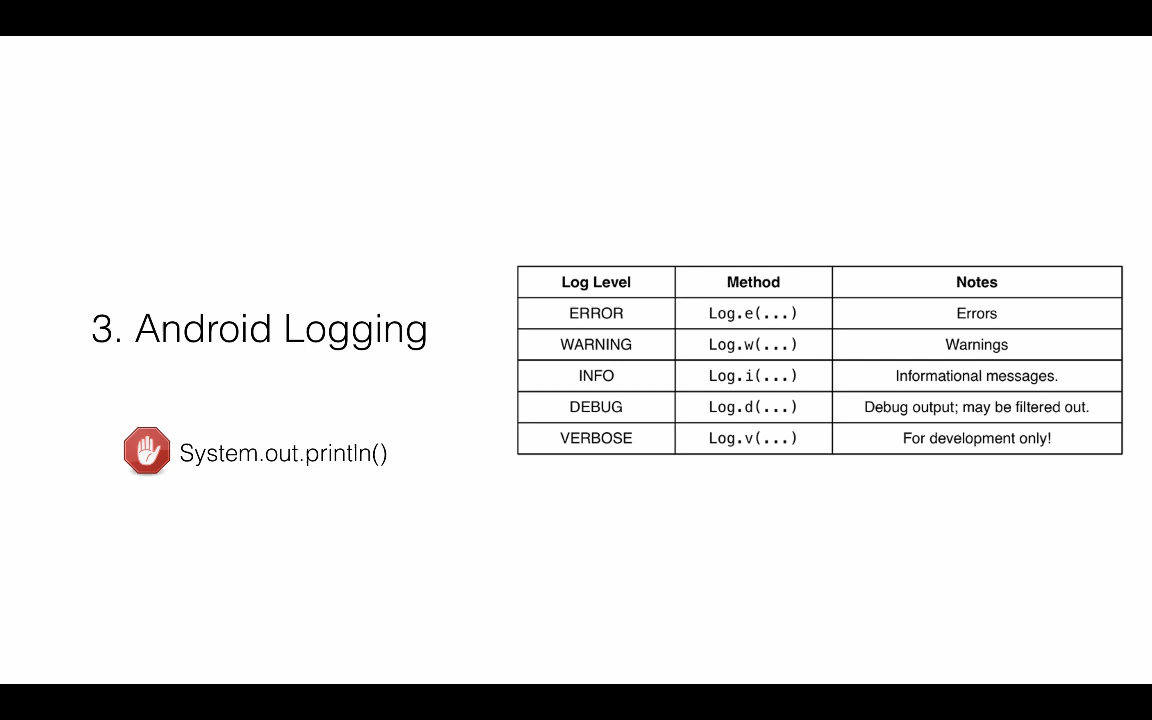 3. Android Logging
System.out.println()
Log Level Method Notes
ERROR Log.e(...) Errors
WARNING Log.w(...) Warnings
INFO Log.i(...) Informational messages.
DEBUG Log.d(...) Debug output; may be filtered out.
VERBOSE Log.v(...) For development only!